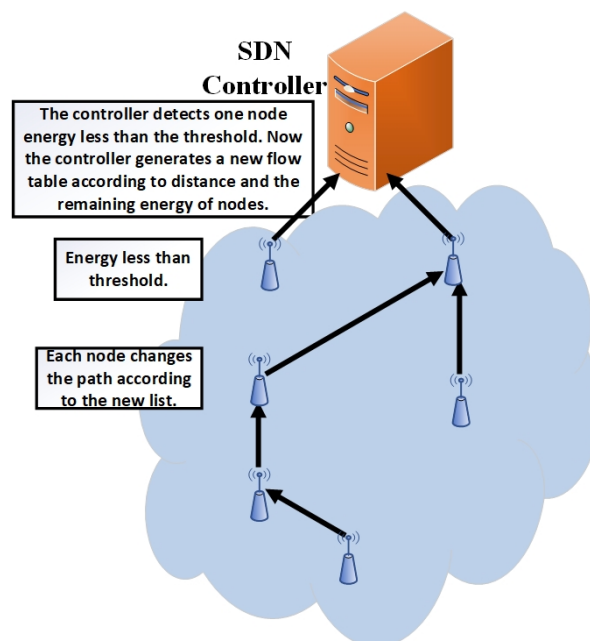 SDN
Controller
The controller detects one node
energy less than the threshold. Now
the controller generates a new flow
table according to distance and the
remaining energy of nodes.
Energy less than
threshold.
Each node changes
the path according
to the new list.